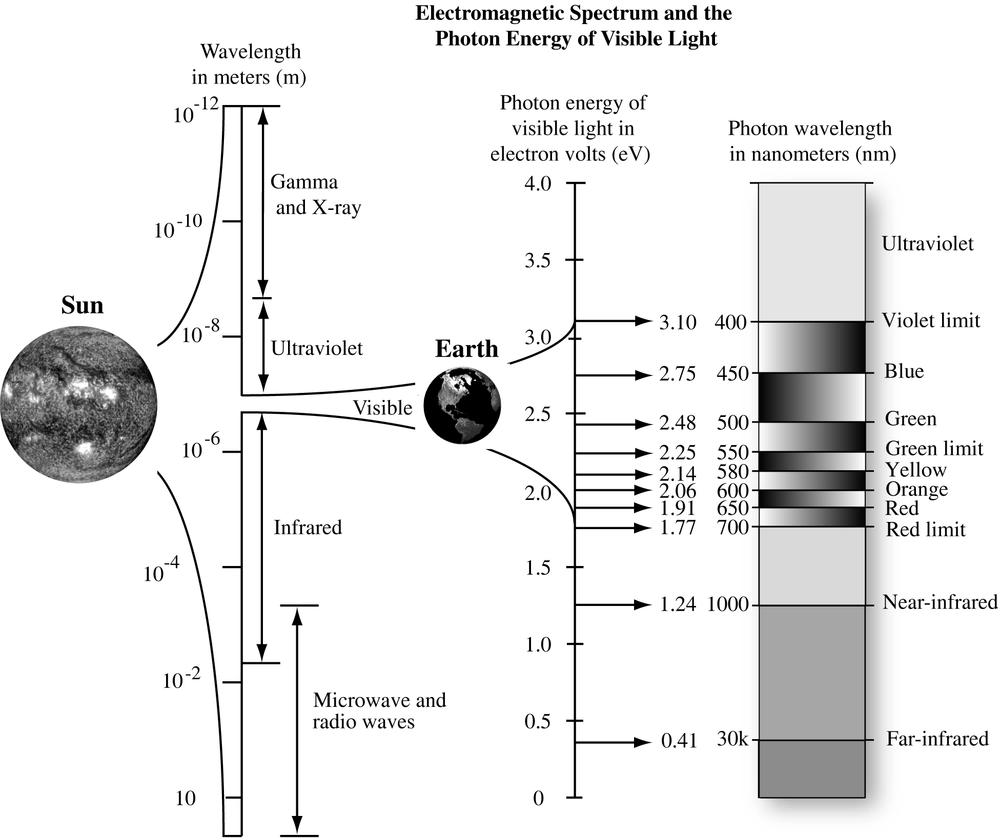 Electromagnetic Spectrum and the
Photon Energy of Visible Light
Wavelength
in meters (m)
10-12
10-10
10-8
10-6
10-4
10-2
10
Gamma
and X-ray
Ultraviolet
Visible
Infrared
Microwave and
radio waves
Sun
Earth
Photon energy of
visible light in
electron volts (eV)
4.0
3.5
3.0
2.5
2.0
1.5
1.0
0.5
0
Photon wavelength
in nanometers (nm)
Ultraviolet
3.10 400 Violet limit
2.75 450 Blue
2.48 500 Green
2.25 550 Green limit
2.14 580 Yellow
2.06 600 Orange
1.91 650 Red
1.77 700 Red limit
1.24 1000 Near-infrared
0.41 30k Far-infrared